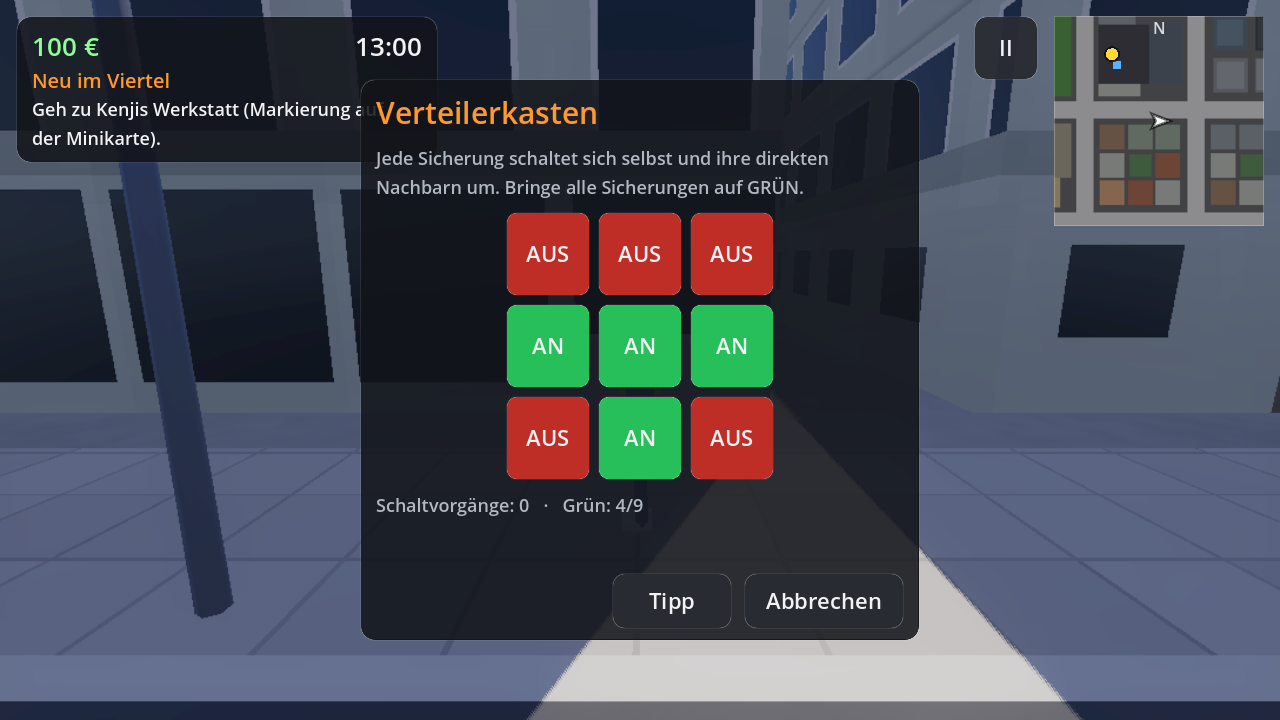 100 € 13:00
Neu im Viertel
Geh zu Kenjis Werkstatt (Markierung
der Minikarte).
II
N
Verteilerkasten
Jede Sicherung schaltet sich selbst und ihre direkten
Nachbarn um. Bringe alle Sicherungen auf GRÜN.
AUS AUS AUS
AN AN AN
AUS AN AUS
Schaltvorgänge: 0 · Grün: 4/9
Tipp Abbrechen